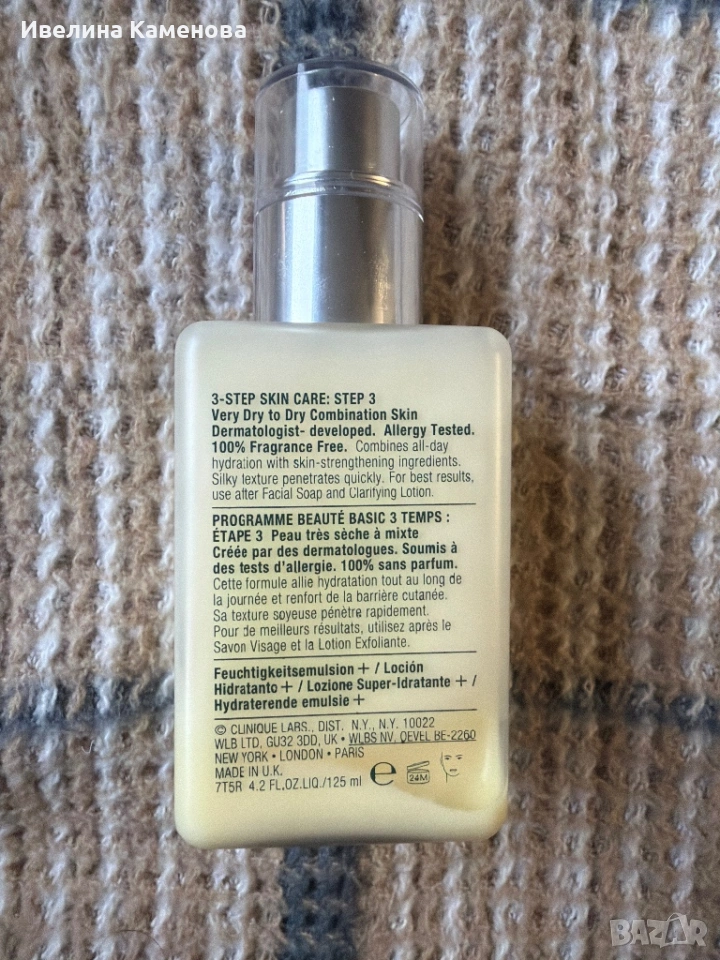 Ивелина Каменова
3-STEP SKIN CARE: STEP 3
Very Dry to Dry Combination Skin
Dermatologist- developed. Allergy Tested.
100% Fragrance Free. Combines all-day
hydration with skin-strengthening ingredients.
Silky texture penetrates quickly. For best results,
use after Facial Soap and Clarifying Lotion.
PROGRAMME BEAUTÉ BASIC 3 TEMPS :
ÉTAPE 3 Peau très sèche à mixte
Créée par des dermatologues. Soumis à
des tests d'allergie. 100% sans parfum.
Cette formule allie hydratation tout au long de
la journée et renfort de la barrière cutanée.
Sa texture soyeuse pénètre rapidement.
Pour de meilleurs résultats, utilisez après le
Savon Visage et la Lotion Exfoliante.
Feuchtigkeitsemulsion + / Loción
Hidratanto + / Lozione Super-Idratante + /
Hydraterende emulsie +
© CLINIQUE LARS., DIST. N.Y., N.Y. 10022
WLB LTD, GU32 3DD, UK • WLBS NV, OEVEL BE-2260
NEW YORK • LONDON • PARIS
MADE IN U.K.
7T5R 4.2 FL.OZ.LIQ./125 ml e 24M
BAZAR